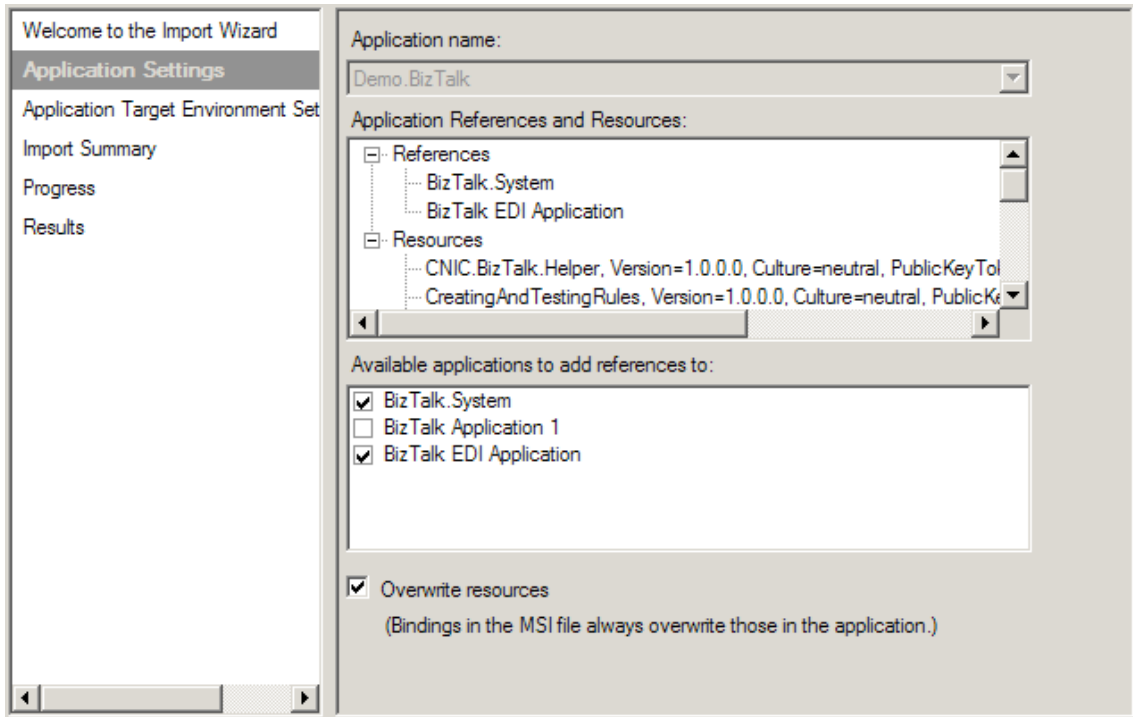 Welcome to the Import Wizard
Application Settings
Application Target Environment Set
Import Summary
Progress
Results
Application name:
Demo.BizTalk
Application References and Resources:
References
BizTalk.System
BizTalk EDI Application
Resources
CNIC.BizTalk.Helper, Version=1.0.0.0, Culture=neutral, PublicKeyTo
CreatingAndTestingRules, Version=1.0.0.0, Culture=neutral, PublicKe
Available applications to add references to:
BizTalk.System
BizTalk Application 1
BizTalk EDI Application
Overwrite resources
(Bindings in the MSI file always overwrite those in the application.)